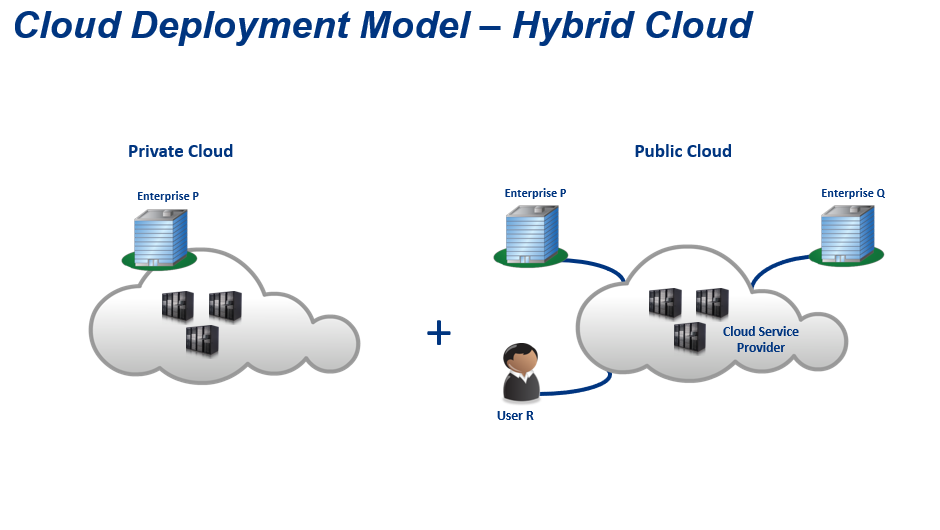 Cloud Deployment Model – Hybrid Cloud
Private Cloud
Public Cloud
Enterprise P
Enterprise P
Enterprise Q
+
Cloud Service
Provider
User R